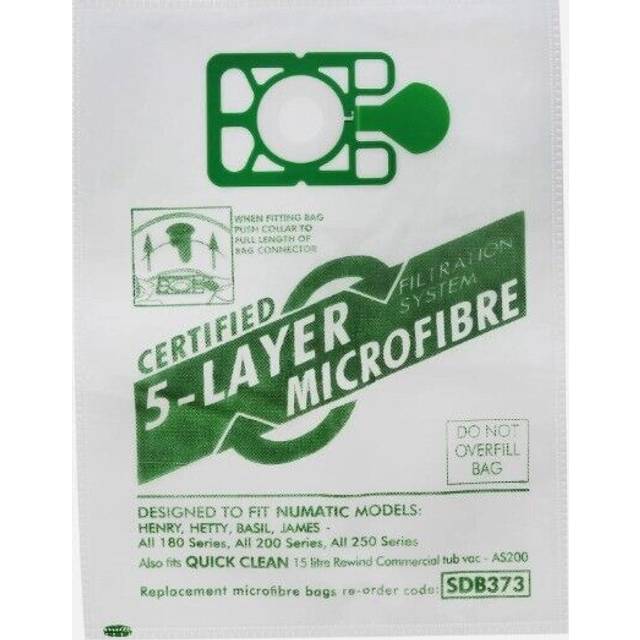 WHEN FITTING BAG
PUSH COLLAR TO
FULL LENGTH OF
BAG CONNECTOR
FILTRATION
SYSTEM
CERTIFIED
5-LAYER
MICROFIBRE
DO NOT
OVERFILL
BAG
DESIGNED TO FIT NUMATIC MODELS:
HENRY, HETTY, BASIL, JAMES -
All 180 Series, All 200 Series, All 250 Series
Also fits QUICK CLEAN 15 litre Rewind Commercial tub vac - AS200
Replacement microfibre bags re-order code: SDB373